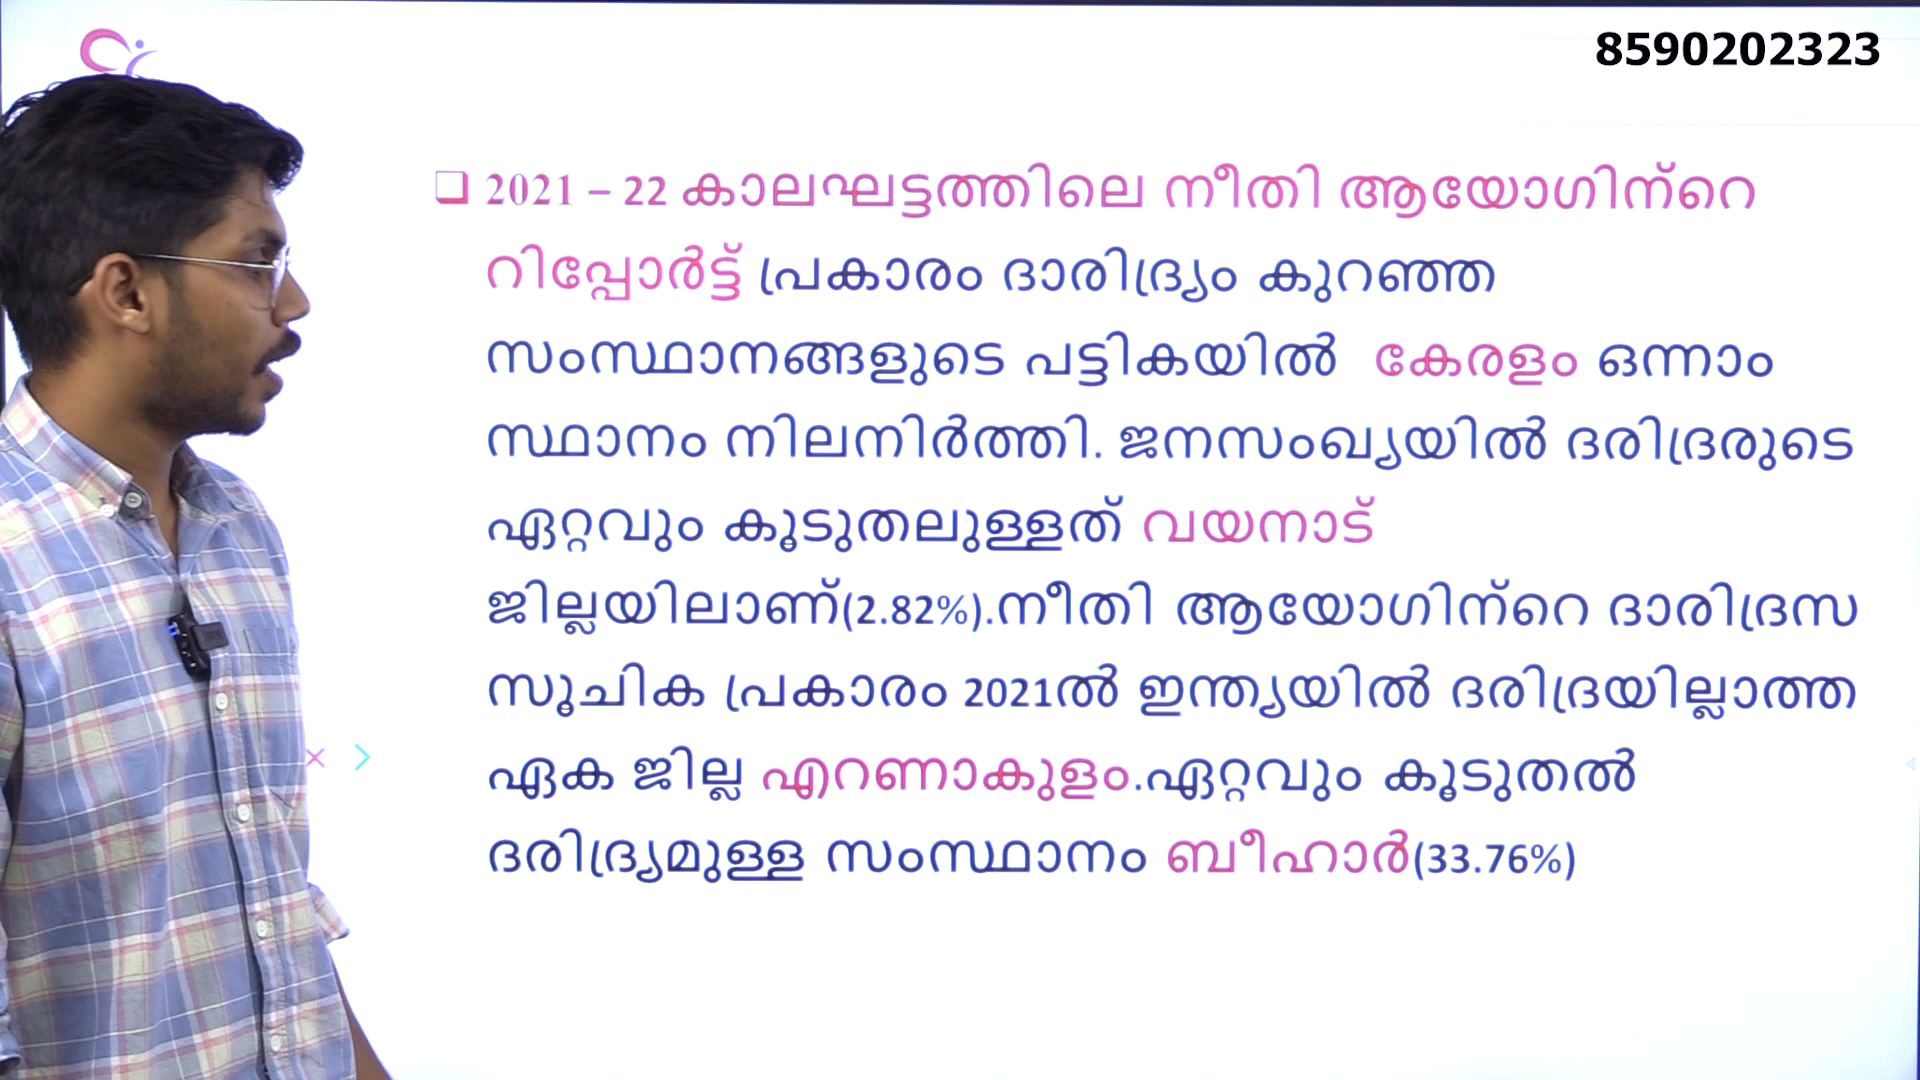 8590202323
❑ 2021 – 22 കാലഘട്ടത്തിലെ നീതി ആയോഗിന്റെ
റിപ്പോർട്ട് പ്രകാരം ദാരിദ്ര്യം കുറഞ്ഞ
സംസ്ഥാനങ്ങളുടെ പട്ടികയിൽ കേരളം ഒന്നാം
സ്ഥാനം നിലനിർത്തി. ജനസംഖ്യയിൽ ദരിദ്രരുടെ
ഏറ്റവും കൂടുതലുള്ളത് വയനാട്
ജില്ലയിലാണ്(2.82%).നീതി ആയോഗിന്റെ ദാരിദ്രസ
സൂചിക പ്രകാരം 2021ൽ ഇന്ത്യയിൽ ദരിദ്രയില്ലാത്ത
ഏക ജില്ല എറണാകുളം.ഏറ്റവും കൂടുതൽ
ദരിദ്ര്യമുള്ള സംസ്ഥാനം ബീഹാർ(33.76%)